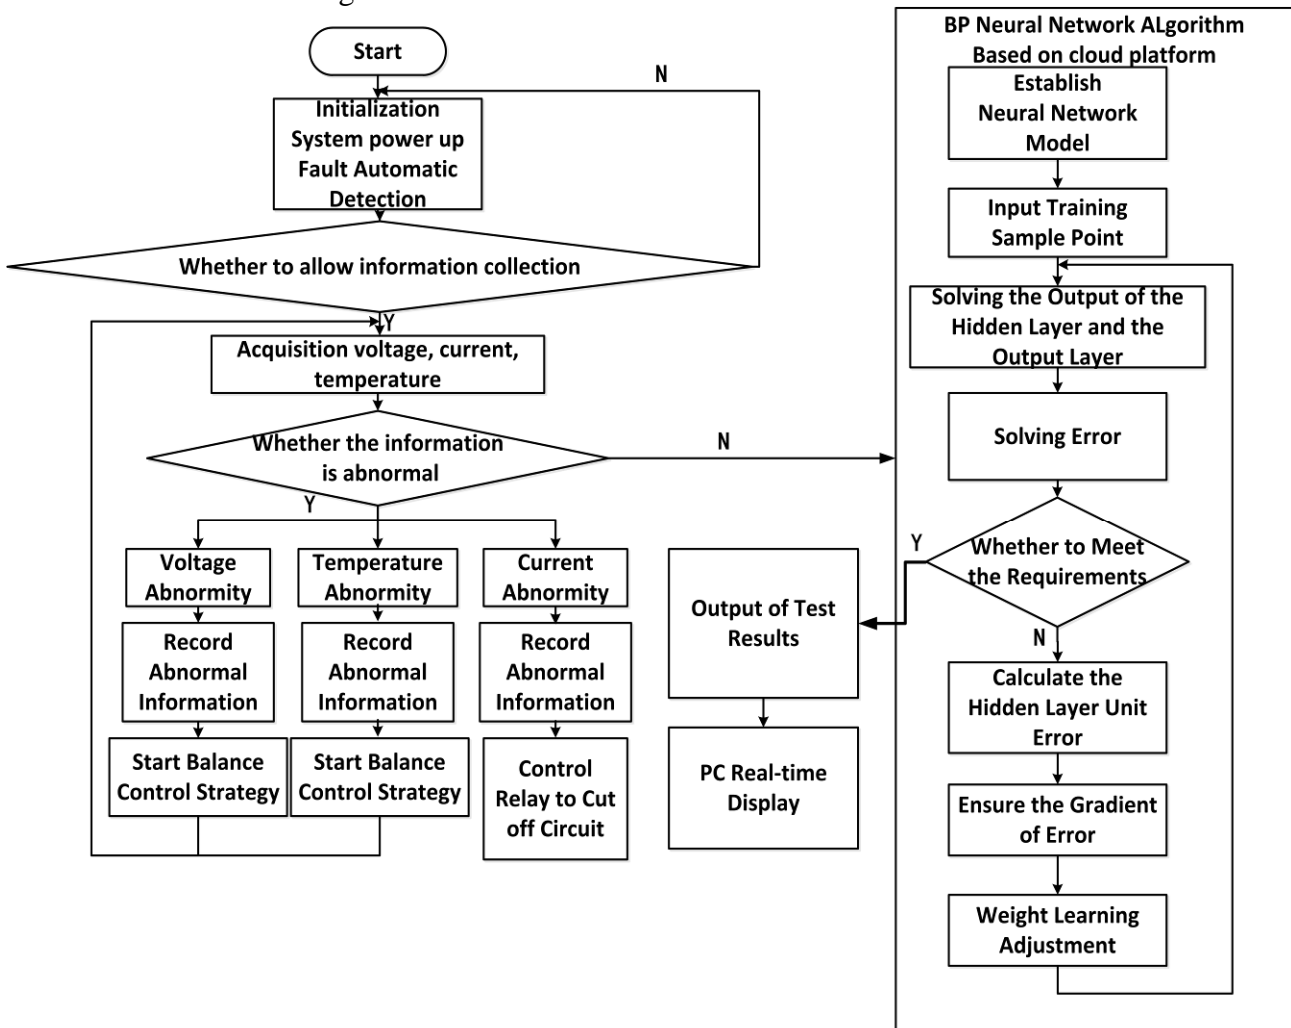 Start
N
Initialization
System power up
Fault Automatic
Detection
Whether to allow information collection
Y
Acquisition voltage, current,
temperature
Whether the information
is abnormal
N
Y
Voltage
Abnormity
Temperature
Abnormity
Current
Abnormity
Record
Abnormal
Information
Record
Abnormal
Information
Record
Abnormal
Information
Start Balance
Control Strategy
Start Balance
Control Strategy
Control
Relay to Cut
off Circuit
Output of Test
Results
PC Real-time
Display
BP Neural Network ALgorithm
Based on cloud platform
Establish
Neural Network
Model
Input Training
Sample Point
Solving the Output of the
Hidden Layer and the
Output Layer
Solving Error
Y
Whether to Meet
the Requirements
N
Calculate the
Hidden Layer Unit
Error
Ensure the Gradient
of Error
Weight Learning
Adjustment